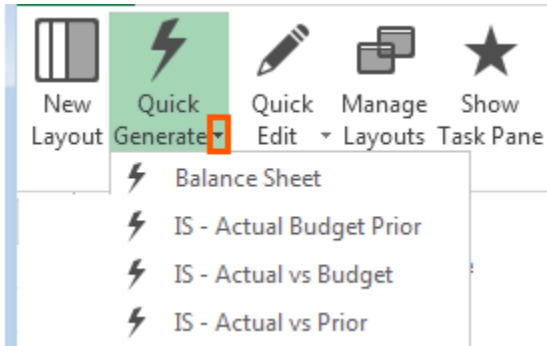 New Quick Quick Manage Show
Layout Generate Edit Layouts Task Pane
Balance Sheet
IS - Actual Budget Prior
IS - Actual vs Budget
IS - Actual vs Prior